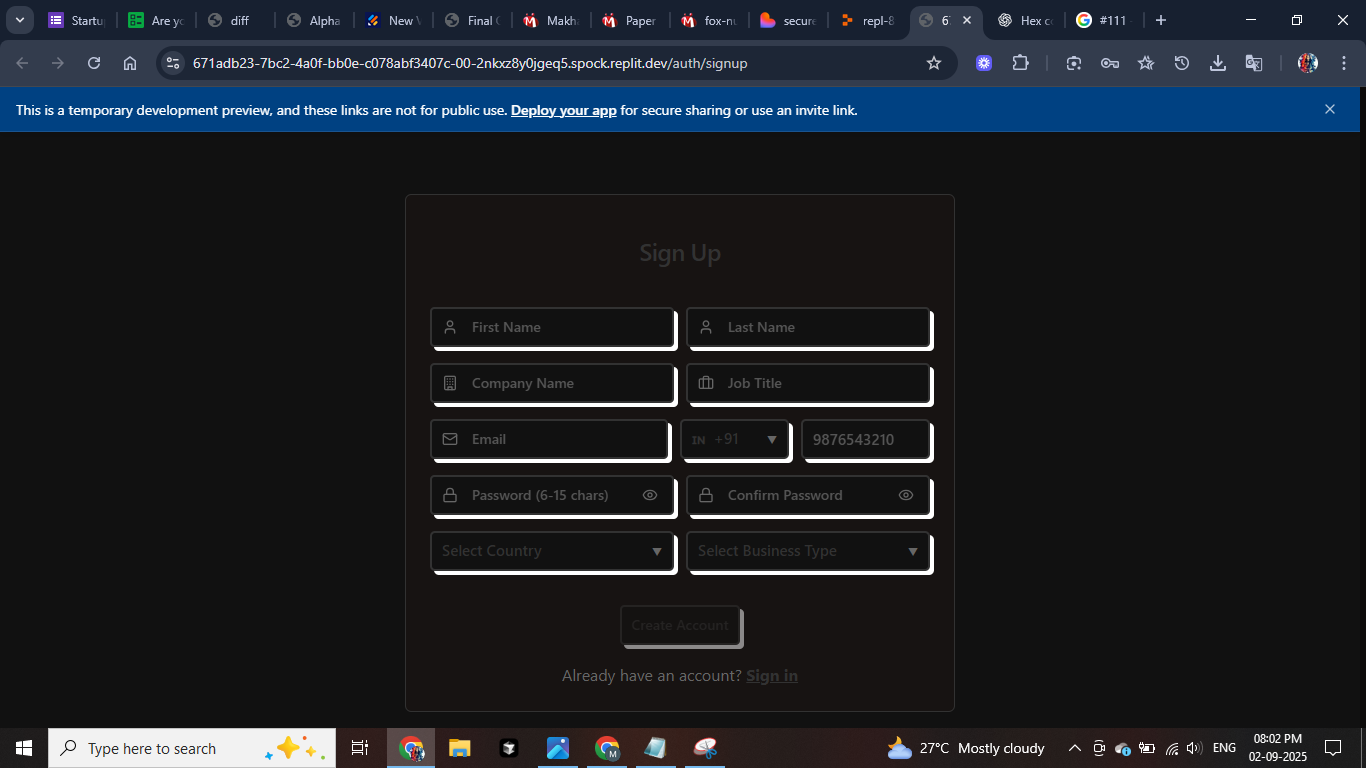 Startu
Are yo
diff
Alpha
New V
Final C
Makha
Paper
fox-nu
secure
repl-8
6
Hex co
#111
671adb23-7bc2-4a0f-bb0e-c078abf3407c-00-2nkxz8y0jgeq5.spock.replit.dev/auth/signup
This is a temporary development preview, and these links are not for public use. Deploy your app for secure sharing or use an invite link.
Sign Up
First Name
Last Name
Company Name
Job Title
Email
IN +91
9876543210
Password (6-15 chars)
Confirm Password
Select Country
Select Business Type
Create Account
Already have an account? Sign in
Type here to search
27°C Mostly cloudy
ENG
08:02 PM
02-09-2025